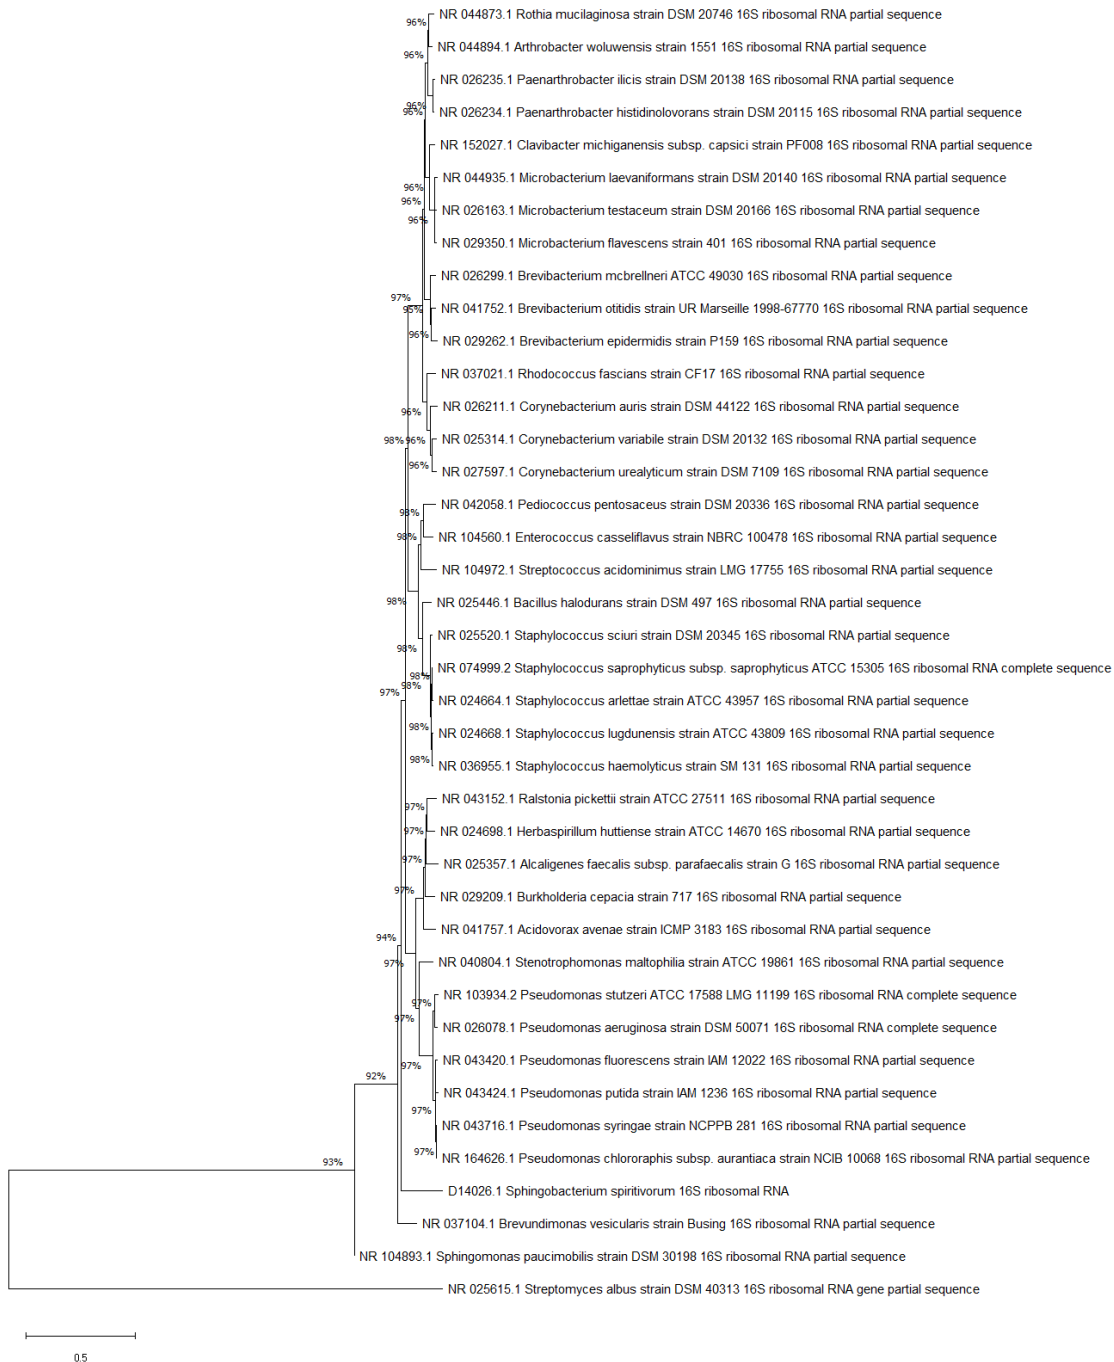 96%
NR 044873.1 Rothia mucilaginosa strain DSM 20746 16S ribosomal RNA partial sequence
96%
NR 044894.1 Arthrobacter woluwensis strain 1551 16S ribosomal RNA partial sequence
NR 026235.1 Paenarthrobacter ilicis strain DSM 20138 16S ribosomal RNA partial sequence
96%
96%
NR 026234.1 Paenarthrobacter histidinolovorans strain DSM 20115 16S ribosomal RNA partial sequence
NR 152027.1 Clavibacter michiganensis subsp. capsici strain PF008 16S ribosomal RNA partial sequence
96%
NR 044935.1 Microbacterium laevaniformans strain DSM 20140 16S ribosomal RNA partial sequence
96%
96%
NR 026163.1 Microbacterium testaceum strain DSM 20166 16S ribosomal RNA partial sequence
NR 029350.1 Microbacterium flavescens strain 401 16S ribosomal RNA partial sequence
NR 026299.1 Brevibacterium mcbrellneri ATCC 49030 16S ribosomal RNA partial sequence
97%
95%
NR 041752.1 Brevibacterium otitidis strain UR Marseille 1998-67770 16S ribosomal RNA partial sequence
96%
NR 029262.1 Brevibacterium epidermidis strain P159 16S ribosomal RNA partial sequence
NR 037021.1 Rhodococcus fascians strain CF17 16S ribosomal RNA partial sequence
96%
NR 026211.1 Corynebacterium auris strain DSM 44122 16S ribosomal RNA partial sequence
98%
96%
NR 025314.1 Corynebacterium variabile strain DSM 20132 16S ribosomal RNA partial sequence
96%
NR 027597.1 Corynebacterium urealyticum strain DSM 7109 16S ribosomal RNA partial sequence
98%
NR 042058.1 Pediococcus pentosaceus strain DSM 20336 16S ribosomal RNA partial sequence
98%
NR 104560.1 Enterococcus casseliflavus strain NBRC 100478 16S ribosomal RNA partial sequence
NR 104972.1 Streptococcus acidominimus strain LMG 17755 16S ribosomal RNA partial sequence
98%
NR 025446.1 Bacillus halodurans strain DSM 497 16S ribosomal RNA partial sequence
98%
NR 025520.1 Staphylococcus sciuri strain DSM 20345 16S ribosomal RNA partial sequence
98%
NR 074999.2 Staphylococcus saprophyticus subsp. saprophyticus ATCC 15305 16S ribosomal RNA complete sequence
97%
98%
NR 024664.1 Staphylococcus arlettae strain ATCC 43957 16S ribosomal RNA partial sequence
98%
NR 024668.1 Staphylococcus lugdunensis strain ATCC 43809 16S ribosomal RNA partial sequence
98%
NR 036955.1 Staphylococcus haemolyticus strain SM 131 16S ribosomal RNA partial sequence
97%
NR 043152.1 Ralstonia pickettii strain ATCC 27511 16S ribosomal RNA partial sequence
97%
NR 024698.1 Herbaspirillum huttiense strain ATCC 14670 16S ribosomal RNA partial sequence
97%
NR 025357.1 Alcaligenes faecalis subsp. parafaecalis strain G 16S ribosomal RNA partial sequence
97%
NR 029209.1 Burkholderia cepacia strain 717 16S ribosomal RNA partial sequence
94%
NR 041757.1 Acidovorax avenae strain ICMP 3183 16S ribosomal RNA partial sequence
97%
NR 040804.1 Stenotrophomonas maltophilia strain ATCC 19861 16S ribosomal RNA partial sequence
97%
NR 103934.2 Pseudomonas stutzeri ATCC 17588 LMG 11199 16S ribosomal RNA complete sequence
97%
NR 026078.1 Pseudomonas aeruginosa strain DSM 50071 16S ribosomal RNA complete sequence
97%
NR 043420.1 Pseudomonas fluorescens strain IAM 12022 16S ribosomal RNA partial sequence
92%
NR 043424.1 Pseudomonas putida strain IAM 1236 16S ribosomal RNA partial sequence
97%
NR 043716.1 Pseudomonas syringae strain NCPPB 281 16S ribosomal RNA partial sequence
97%
NR 164626.1 Pseudomonas chlororaphis subsp. aurantiaca strain NCIB 10068 16S ribosomal RNA partial sequence
93%
D14026.1 Sphingobacterium spiritivorum 16S ribosomal RNA
NR 037104.1 Brevundimonas vesicularis strain Busing 16S ribosomal RNA partial sequence
NR 104893.1 Sphingomonas paucimobilis strain DSM 30198 16S ribosomal RNA partial sequence
NR 025615.1 Streptomyces albus strain DSM 40313 16S ribosomal RNA gene partial sequence
0.5